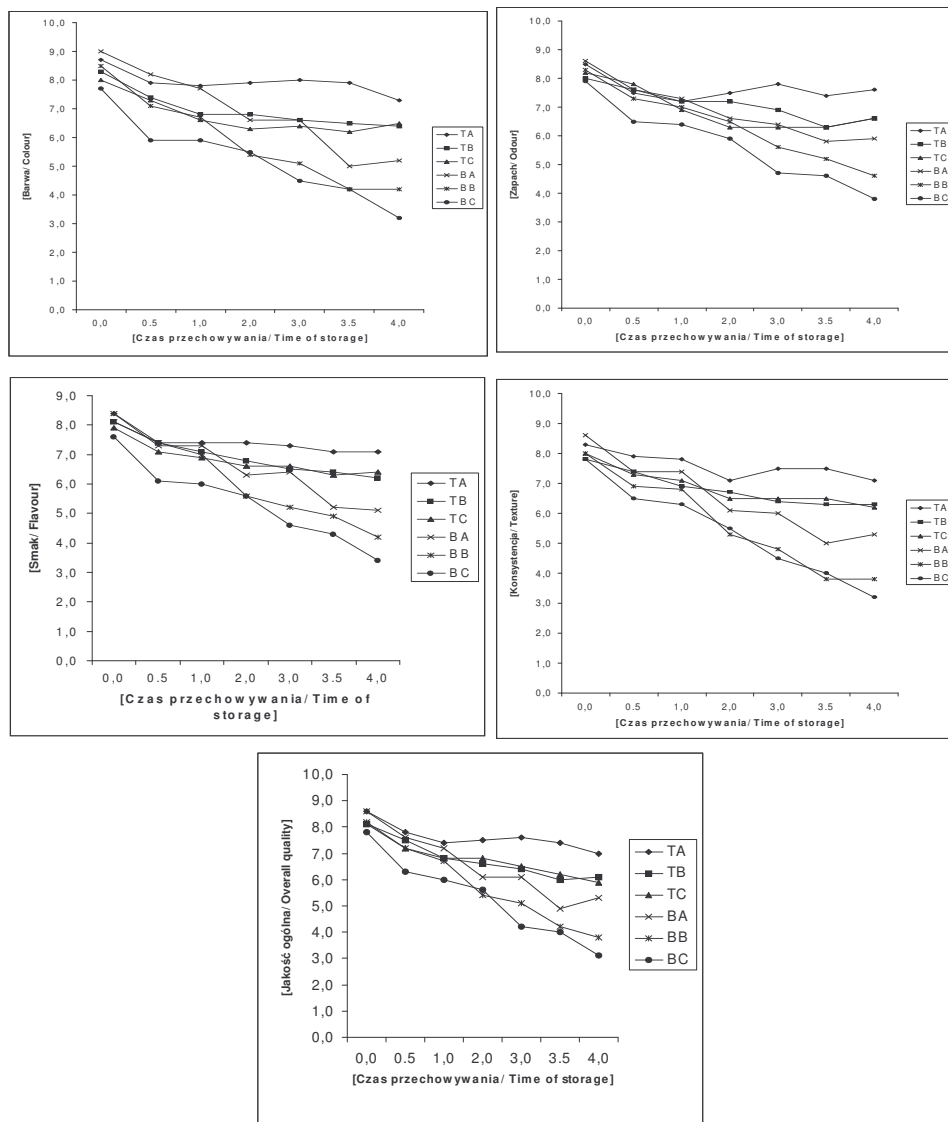 9,0
8,0
7,0
6,0
5,0
4,0
3,0
2,0
1,0
0,0
[Barwa/ Colour]
0,0 0.5 1,0 2,0 3,0 3.5 4,0
[Czas przechowywania/ Time of storage]
TA
TB
TC
BA
BB
BC
10,0
9,0
8,0
7,0
6,0
5,0
4,0
3,0
2,0
1,0
0,0
[Zapach/ Odour]
0,0 0.5 1,0 2,0 3,0 3.5 4,0
[Czas przechowywania/ Time of storage]
TA
TB
TC
BA
BB
BC
9,0
8,0
7,0
6,0
5,0
4,0
3,0
2,0
1,0
0,0
[Smak/ Flavour]
0,0 0.5 1,0 2,0 3,0 3.5 4,0
[Czas przechowywania/ Time of
storage]
TA
TB
TC
BA
BB
BC
10,0
9,0
8,0
7,0
6,0
5,0
4,0
3,0
2,0
1,0
0,0
[Konsystencja/ Texture]
0,0 0.5 1,0 2,0 3,0 3.5 4,0
[Czas przechowywania/ Time of storage]
TA
TB
TC
BA
BB
BC
10,0
9,0
8,0
7,0
6,0
5,0
4,0
3,0
2,0
1,0
0,0
[Jakość ogólna/ Overall quality]
0,0 0.5 1,0 2,0 3,0 3.5 4,0
[Czas przechowywania/ Time of storage]
TA
TB
TC
BA
BB
BC